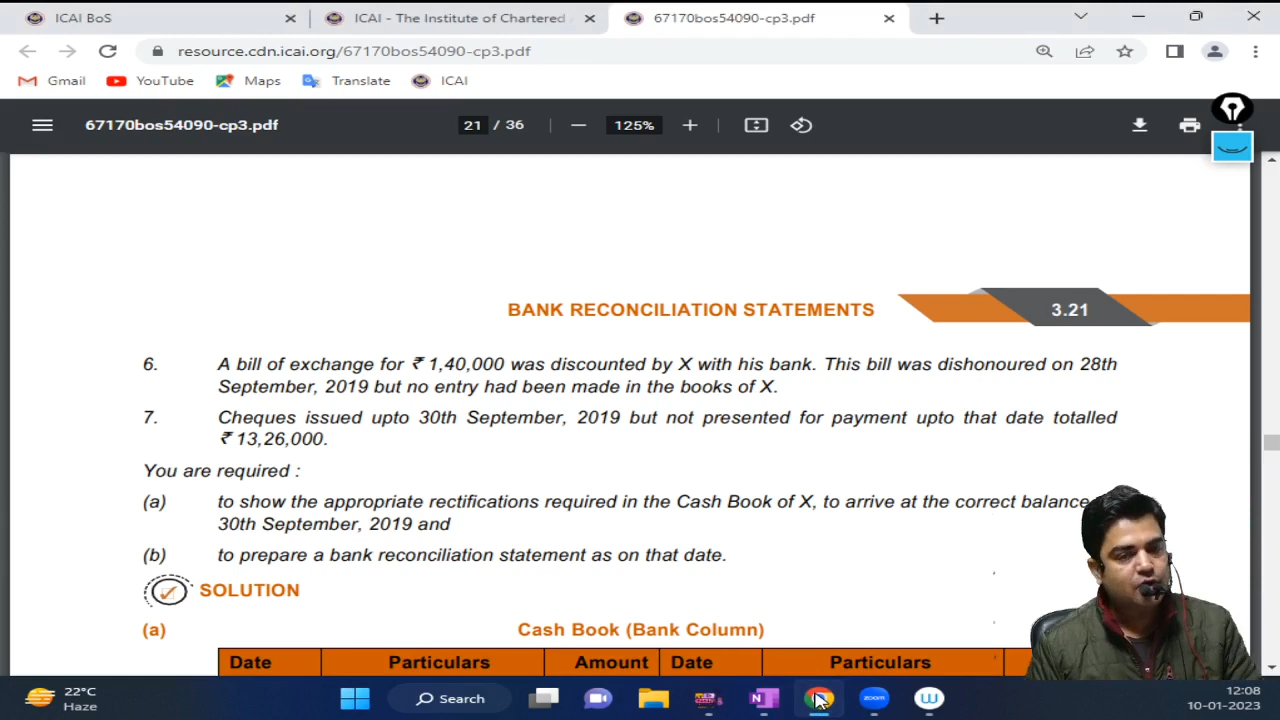 ICAI BoS
ICAI - The Institute of Chartered
67170bos54090-cp3.pdf
resource.cdn.icai.org/67170bos54090-cp3.pdf
Gmail YouTube Maps Translate ICAI
67170bos54090-cp3.pdf 21 / 36 125%
BANK RECONCILIATION STATEMENTS 3.21
6. A bill of exchange for ₹ 1,40,000 was discounted by X with his bank. This bill was dishonoured on 28th
September, 2019 but no entry had been made in the books of X.
7. Cheques issued upto 30th September, 2019 but not presented for payment upto that date totalled
₹ 13,26,000.
You are required :
(a) to show the appropriate rectifications required in the Cash Book of X, to arrive at the correct balance
30th September, 2019 and
(b) to prepare a bank reconciliation statement as on that date.
SOLUTION
(a) Cash Book (Bank Column)
Date Particulars Amount Date Particulars
22°C
Haze
Search
zoom
12:08
10-01-2023